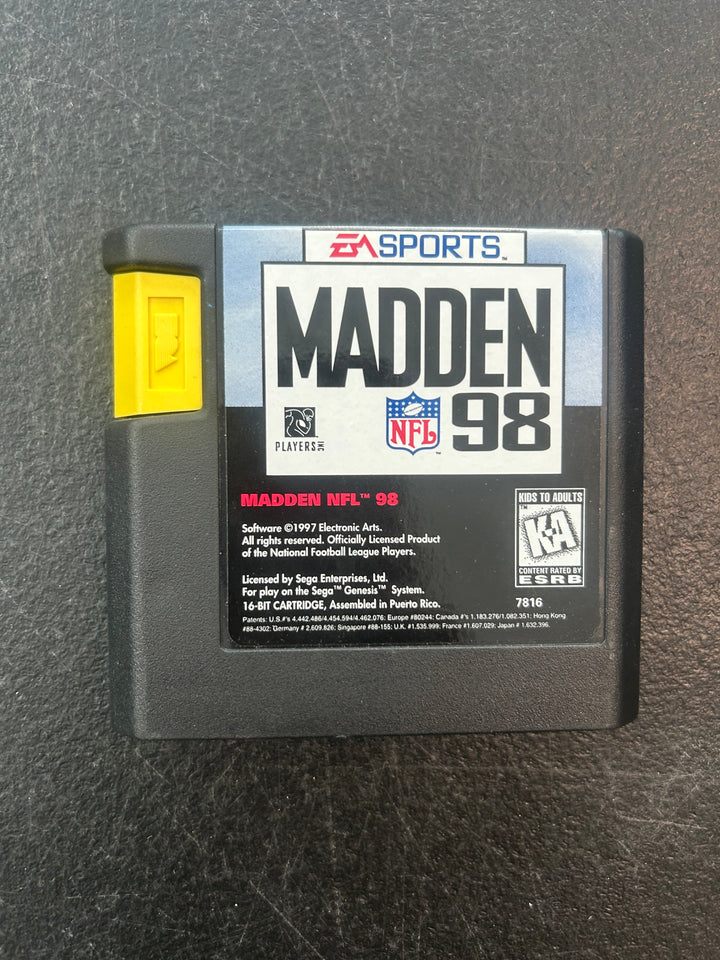 EA SPORTS™
MADDEN
NFL™ 98
PLAYERS INC
MADDEN NFL™ 98
Software ©1997 Electronic Arts.
All rights reserved. Officially Licensed Product
of the National Football League Players.
Licensed by Sega Enterprises, Ltd.
For play on the Sega™ Genesis™ System.
16-BIT CARTRIDGE, Assembled in Puerto Rico.
KIDS TO ADULTS
™
K-A
CONTENT RATED BY
ESRB
7816
Patents: U.S.#'s 4,442,486/4,454,594/4,462,076; Europe #80244; Canada #'s 1,183,276/1,082,351; Hong Kong
#88-4302; Germany # 2,609,826; Singapore #88-155; U.K. #1,535,999; France #1,607,029; Japan # 1,632,396.